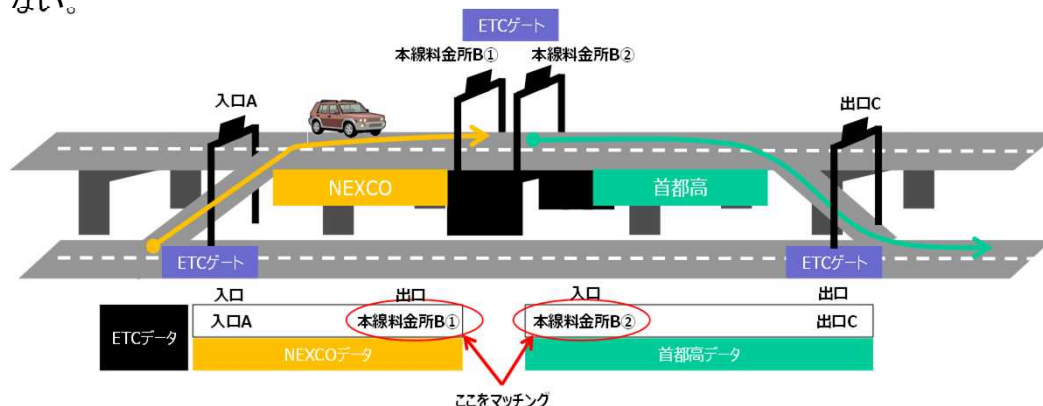 ない。
ETCゲート
本線料金所B① 本線料金所B②
入口A
出口C
NEXCO
首都高
ETCゲート
ETCゲート
入口 出口 入口 出口
ETCデータ
入口A 本線料金所B① 本線料金所B② 出口C
NEXCOデータ 首都高データ
ここをマッチング